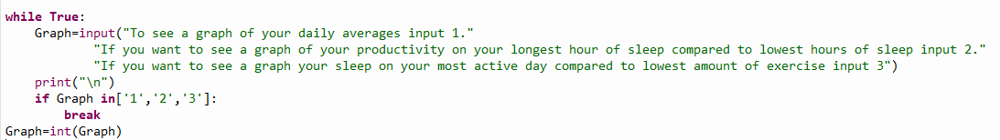 while True:
    Graph=input("To see a graph of your daily averages input 1."
            "If you want to see a graph of your productivity on your longest hour of sleep compared to lowest hours of sleep input 2."
            "If you want to see a graph your sleep on your most active day compared to lowest amount of exercise input 3")
    print("\n")
    if Graph in['1','2','3']:
        break
Graph=int(Graph)